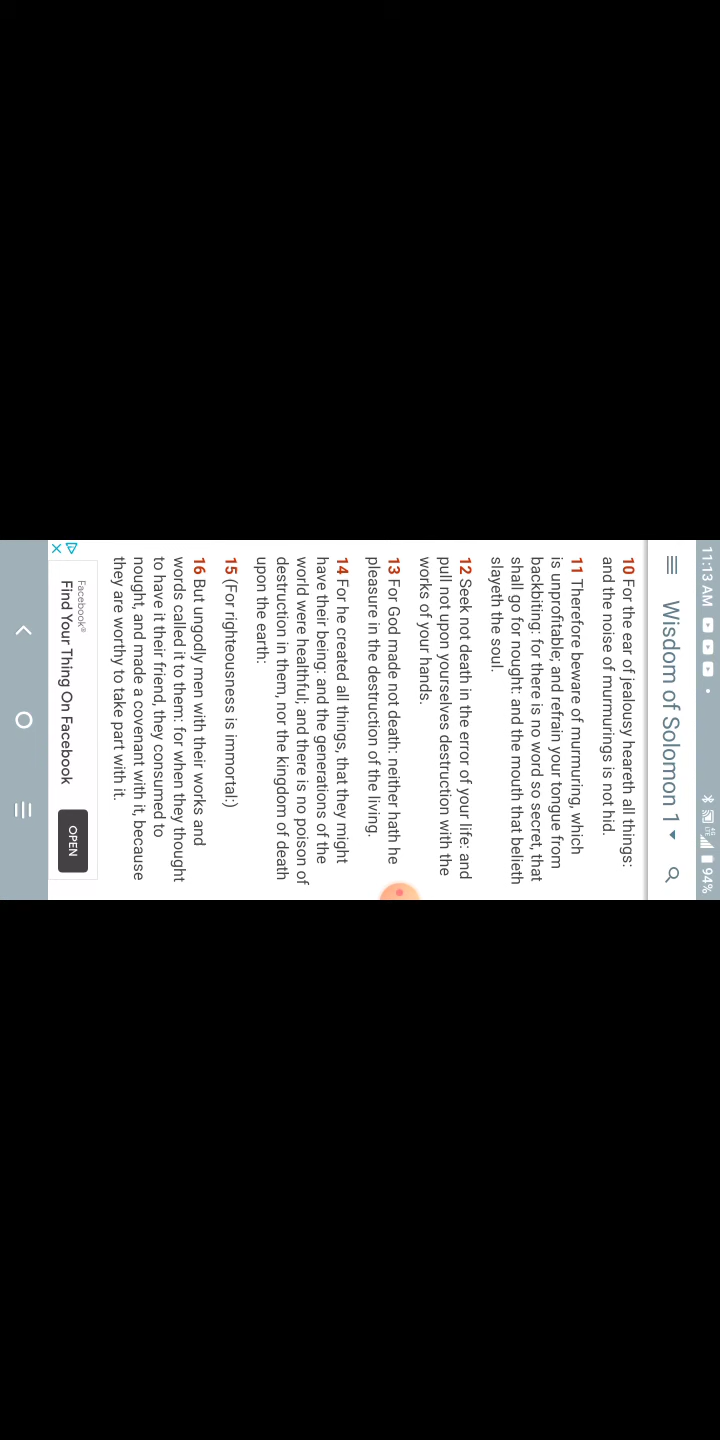 11:13 AM
94%
Wisdom of Solomon 1
10 For the ear of jealousy heareth all things:
and the noise of murmurings is not hid.
11 Therefore beware of murmuring, which
is unprofitable; and refrain your tongue from
backbiting: for there is no word so secret, that
shall go for nought: and the mouth that belieth
slayeth the soul.
12 Seek not death in the error of your life: and
pull not upon yourselves destruction with the
works of your hands.
13 For God made not death: neither hath he
pleasure in the destruction of the living.
14 For he created all things, that they might
have their being: and the generations of the
world were healthful; and there is no poison of
destruction in them, nor the kingdom of death
upon the earth:
15 (For righteousness is immortal:)
16 But ungodly men with their works and
words called it to them: for when they thought
to have it their friend, they consumed to
nought, and made a covenant with it, because
they are worthy to take part with it.
Facebook®
Find Your Thing On Facebook
OPEN